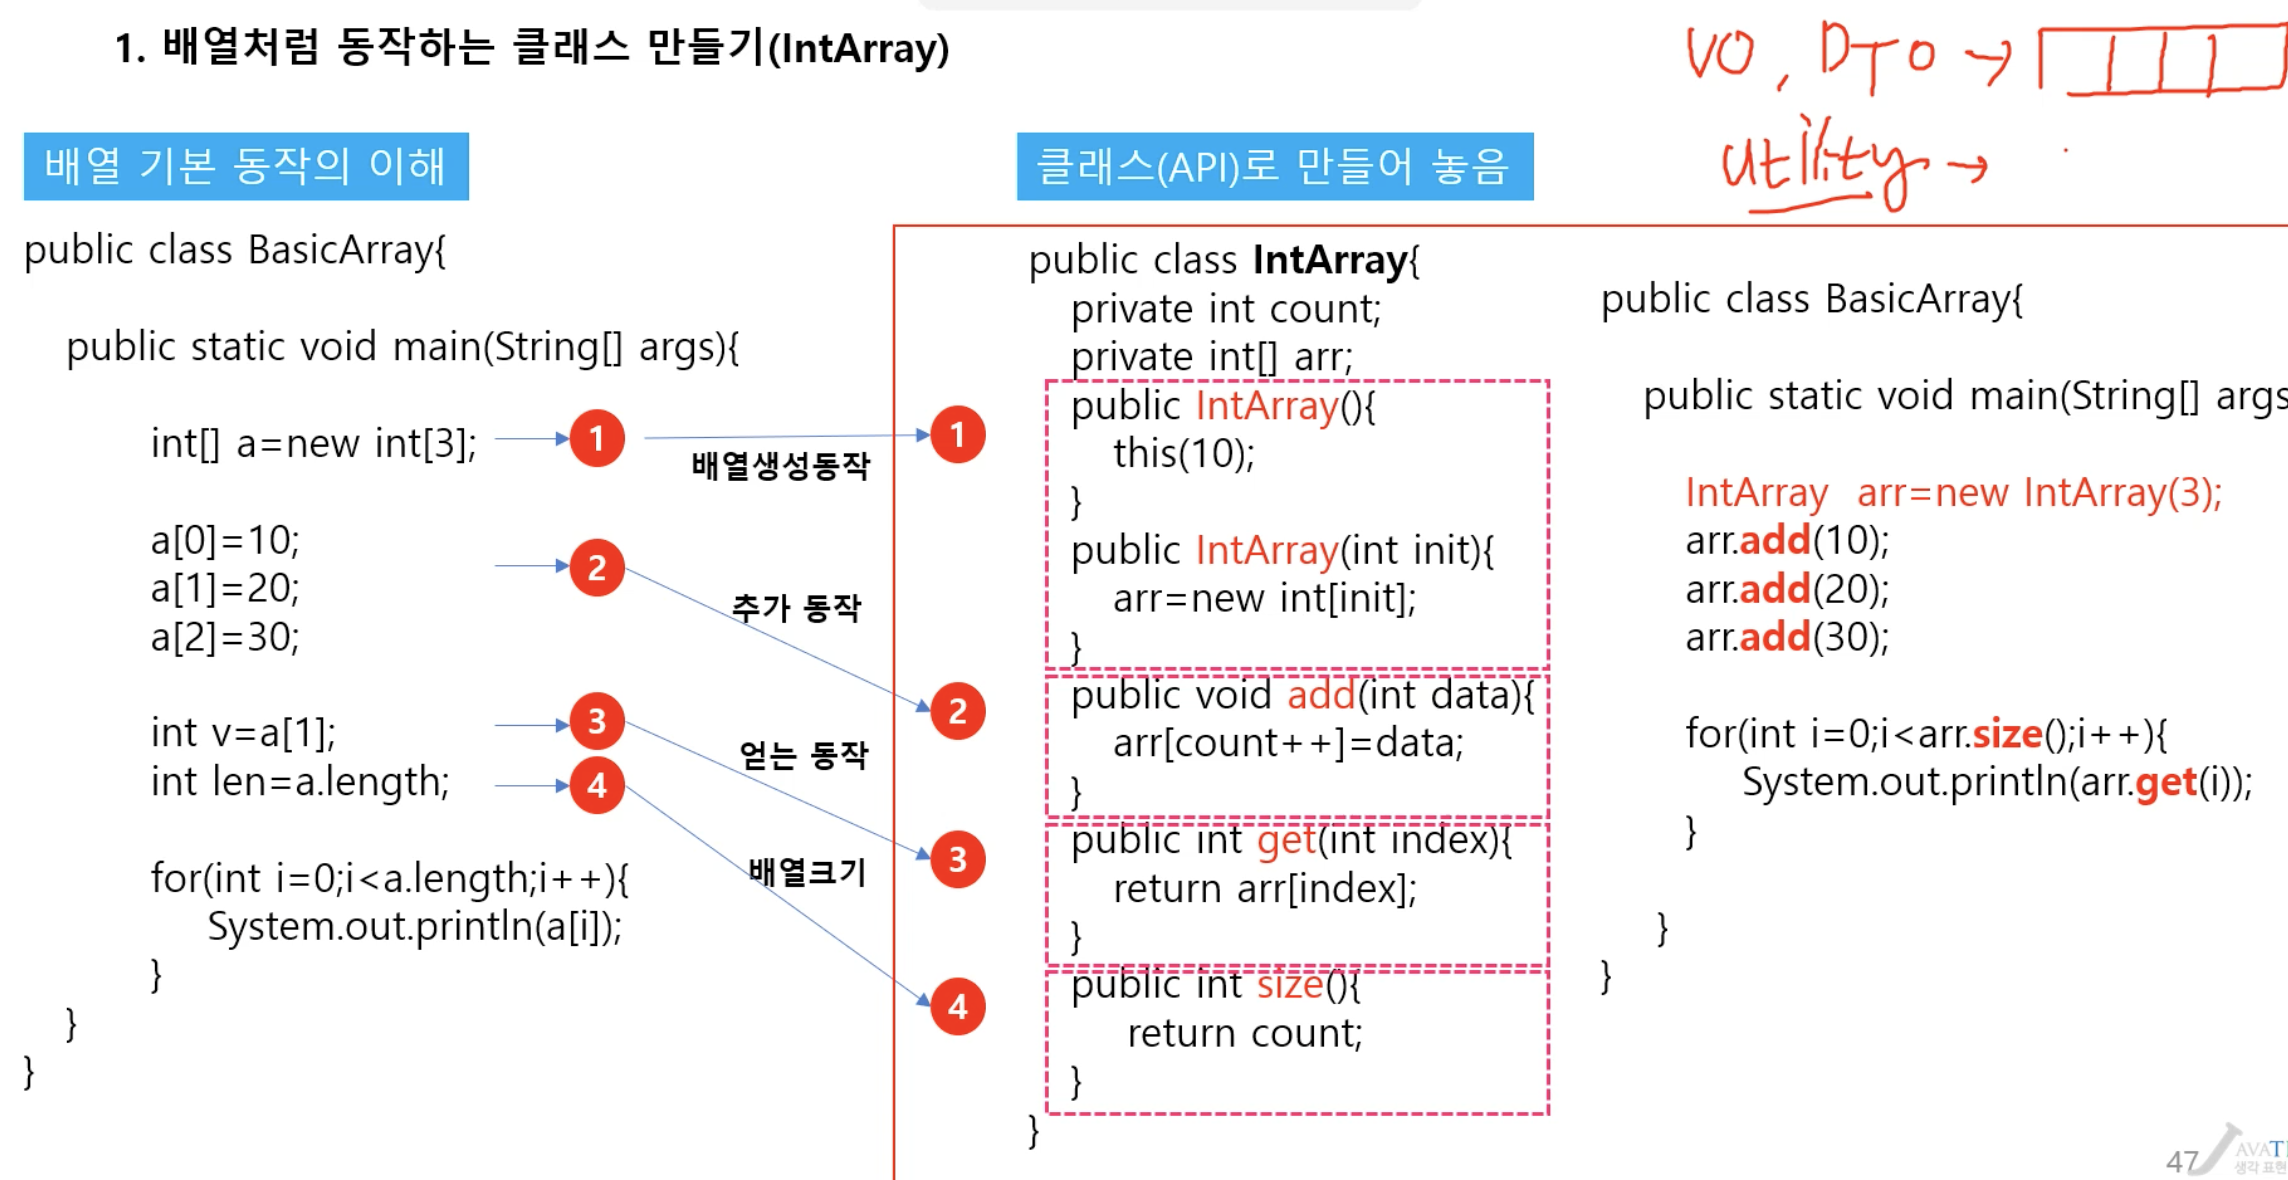 1. 배열처럼 동작하는 클래스 만들기(IntArray)
VO, DTO →
utility →
배열 기본 동작의 이해
클래스(API)로 만들어 놓음
public class BasicArray{
public static void main(String[] args){
int[] a=new int[3];
a[0]=10;
a[1]=20;
a[2]=30;
int v=a[1];
int len=a.length;
for(int i=0;i<a.length;i++){
System.out.println(a[i]);
}
}
}
1
2
3
4
배열생성동작
추가 동작
얻는 동작
배열크기
1
2
3
4
public class IntArray{
private int count;
private int[] arr;
public IntArray(){
this(10);
}
public IntArray(int init){
arr=new int[init];
}
public void add(int data){
arr[count++]=data;
}
public int get(int index){
return arr[index];
}
public int size(){
return count;
}
}
public class BasicArray{
public static void main(String[] args
IntArray arr=new IntArray(3);
arr.add(10);
arr.add(20);
arr.add(30);
for(int i=0;i<arr.size();i++){
System.out.println(arr.get(i));
}
}
}
47
AVAT
생각 표현